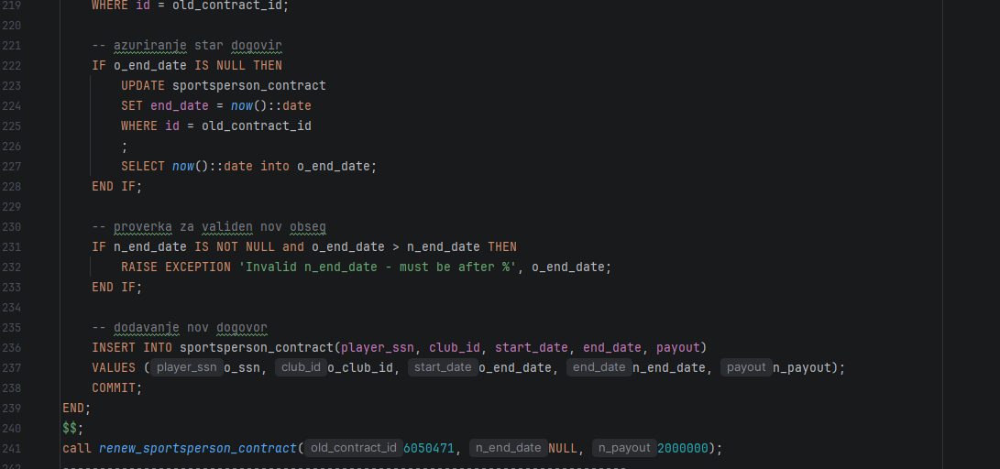 219 WHERE id = old_contract_id;
220
221 -- azuriranje star dogovir
222 IF o_end_date IS NULL THEN
223 UPDATE sportsperson_contract
224 SET end_date = now()::date
225 WHERE id = old_contract_id
226 ;
227 SELECT now()::date into o_end_date;
228 END IF;
229
230 -- proverka za validen nov obseg
231 IF n_end_date IS NOT NULL and o_end_date > n_end_date THEN
232 RAISE EXCEPTION 'Invalid n_end_date - must be after %', o_end_date;
233 END IF;
234
235 -- dodavanje nov dogovor
236 INSERT INTO sportsperson_contract(player_ssn, club_id, start_date, end_date, payout)
237 VALUES ( player_ssn o_ssn, club_id o_club_id, start_date o_end_date, end_date n_end_date, payout n_payout);
238 COMMIT;
239 END;
240 $$;
241 call renew_sportsperson_contract( old_contract_id 6050471, n_end_date NULL, n_payout 2000000);